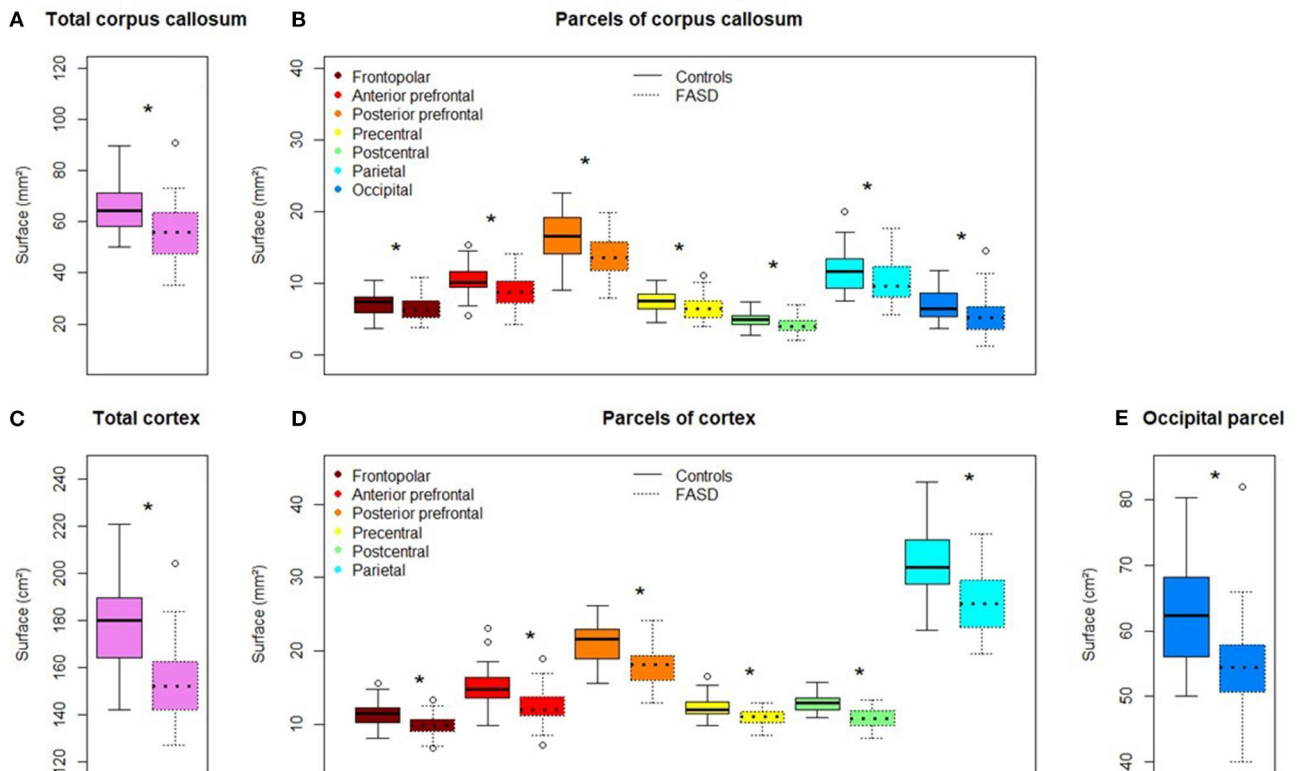 A Total corpus callosum
120
100
80
60
40
20
Surface (mm²)
*
B Parcels of corpus callosum
40
30
20
10
0
Surface (mm²)
Frontopolar
Anterior prefrontal
Posterior prefrontal
Precentral
Postcentral
Parietal
Occipital
Controls
FASD
* * * * * * *
C Total cortex
240
220
200
180
160
140
120
Surface (cm²)
*
D Parcels of cortex
40
30
20
10
Surface (mm²)
Frontopolar
Anterior prefrontal
Posterior prefrontal
Precentral
Postcentral
Parietal
Controls
FASD
* * * * * *
E Occipital parcel
80
70
60
50
40
Surface (cm²)
*